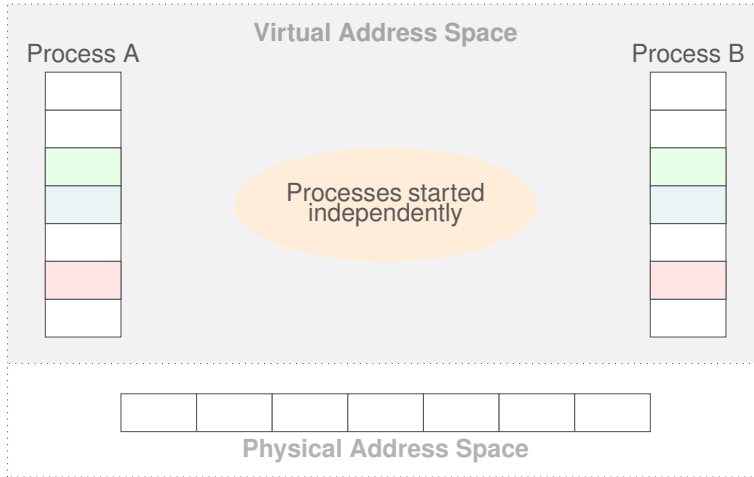 Virtual Address Space
Process A
Process B
Processes started
independently
Physical Address Space